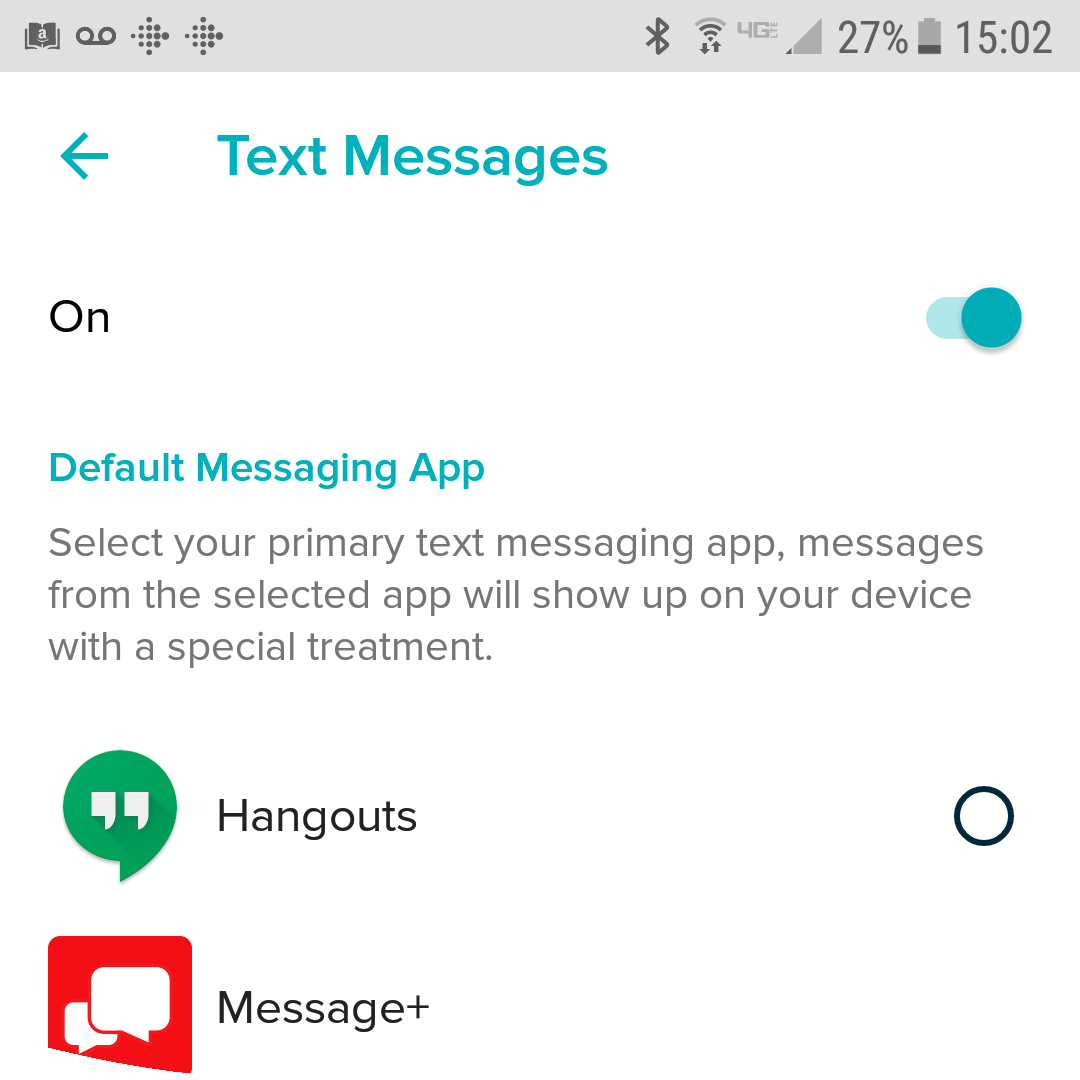 4G LTE 27% 15:02
Text Messages
On
Default Messaging App
Select your primary text messaging app, messages
from the selected app will show up on your device
with a special treatment.
Hangouts
Message+